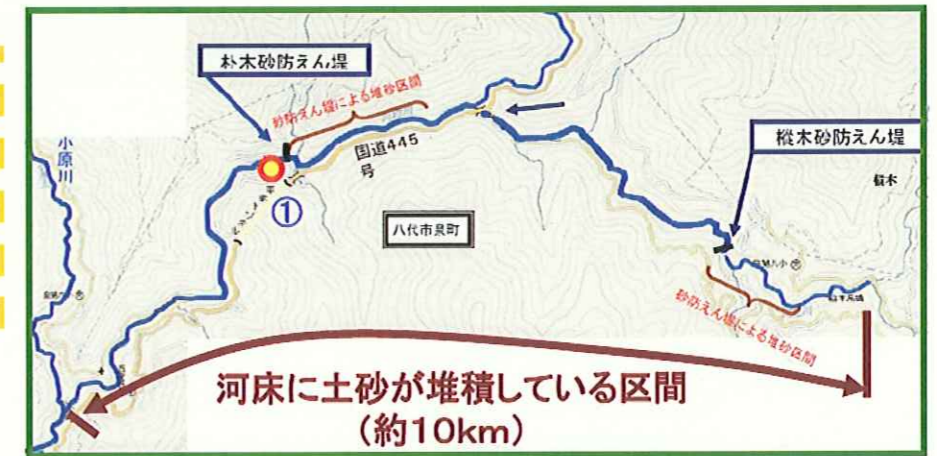 朴木砂防えん堤
砂防えん堤による堆砂区間
小原川
国道445
号
樅木砂防えん堤
樅木
①
八代市泉町
砂防えん堤による堆砂区間
河床に土砂が堆積している区間
(約10km)